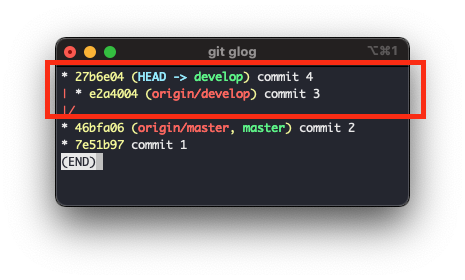 git glog
⌥⌘1
* 27b6e04 (HEAD -> develop) commit 4
| * e2a4004 (origin/develop) commit 3
|/
* 46bfa06 (origin/master, master) commit 2
* 7e51b97 commit 1
(END)